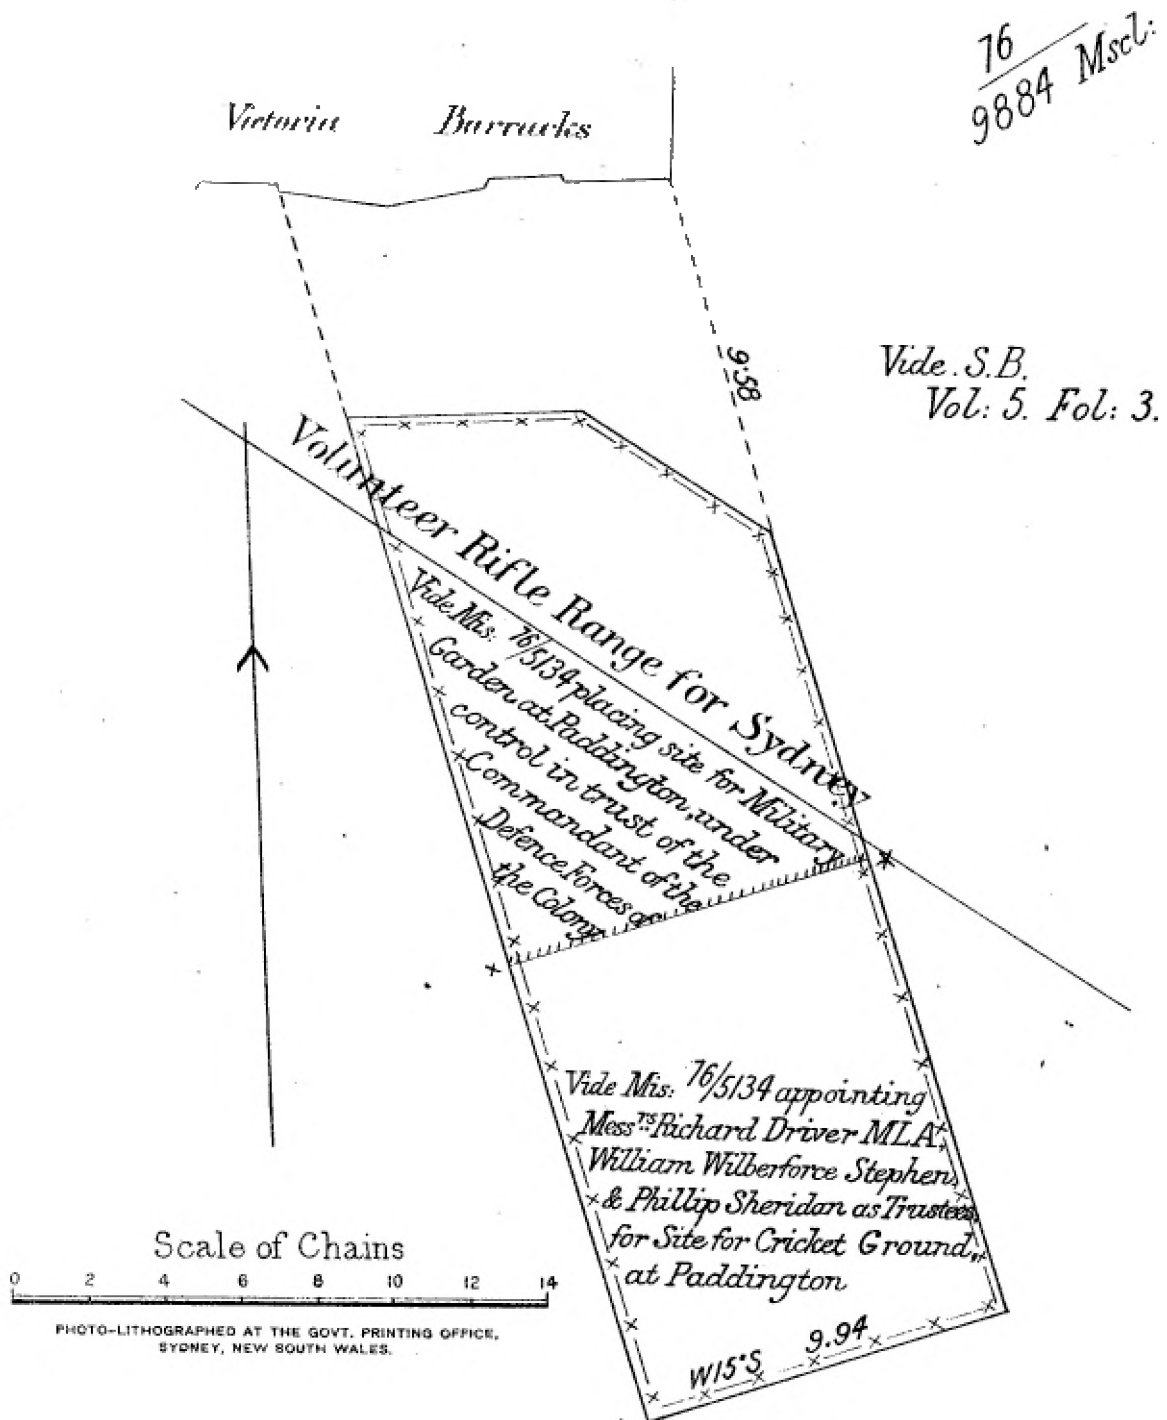 76
9884 Mscl:
Victoria Barracks
9.58
Vide. S.B.
Vol: 5. Fol: 3.
Volunteer Rifle Range for Sydney
Vide Mis: 76/5134 placing site for Military
Garden, at Paddington, under
control in trust of the
Commandant of the
Defence Forces of
the Colony
Vide Mis: 76/5134 appointing
Messrs Richard Driver MLA,
William Wilberforce Stephen,
& Phillip Sheridan as Trustees,
for Site for Cricket Ground,
at Paddington
W15°S 9.94
Scale of Chains
0 2 4 6 8 10 12 14
PHOTO-LITHOGRAPHED AT THE GOVT. PRINTING OFFICE,
SYDNEY, NEW SOUTH WALES.